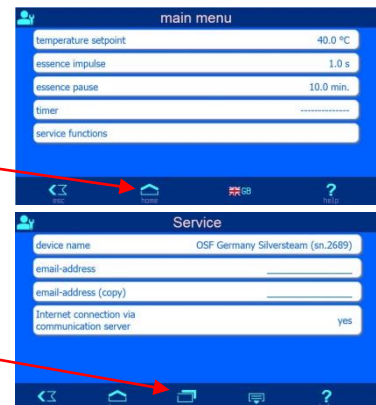 main menu
temperature setpoint 40.0 °C
essence impulse 1.0 s
essence pause 10.0 min.
timer --------------
service functions
esc home GB ? help
Service
device name OSF Germany Silversteam (sn.2689)
email-address ______________
email-address (copy) ______________
Internet connection via
communication server yes
?